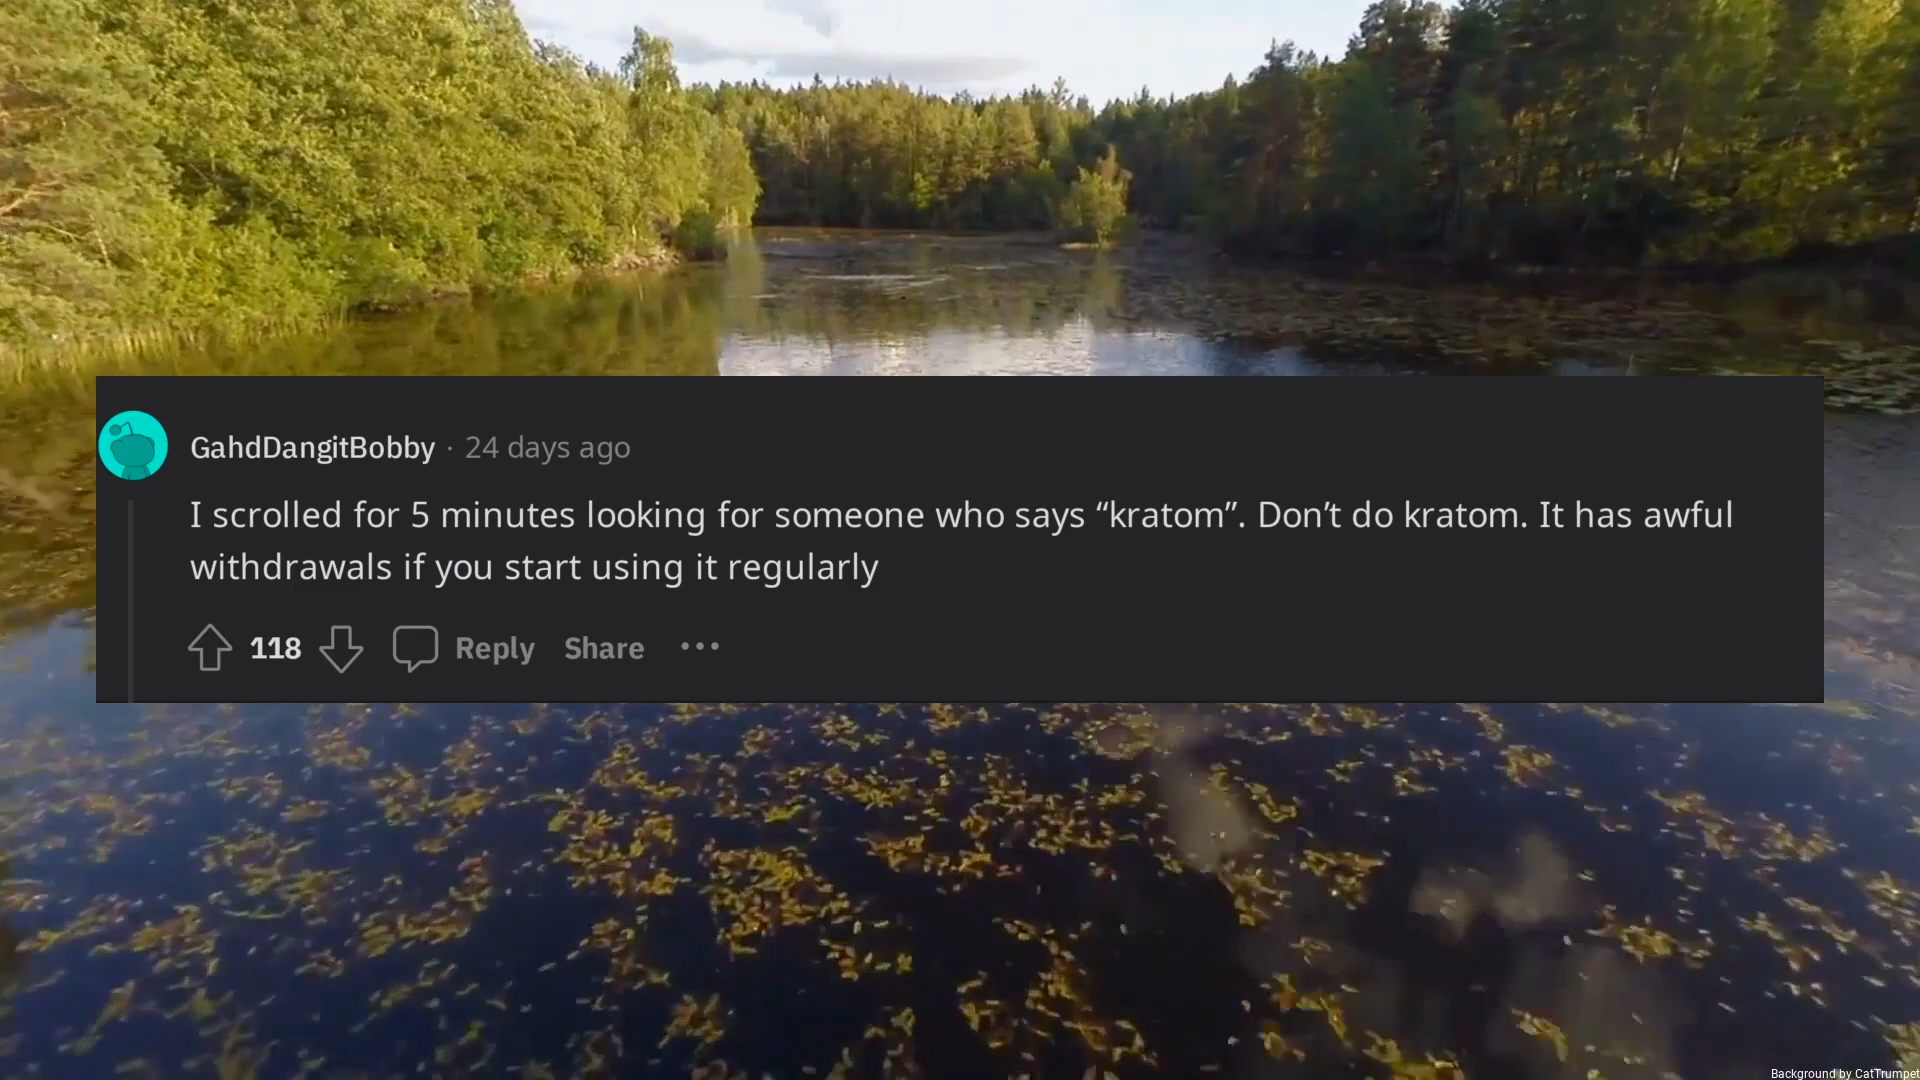 GahdDangitBobby · 24 days ago
I scrolled for 5 minutes looking for someone who says “kratom”. Don’t do kratom. It has awful
withdrawals if you start using it regularly
118 Reply Share •••
Background by CatTrumpet